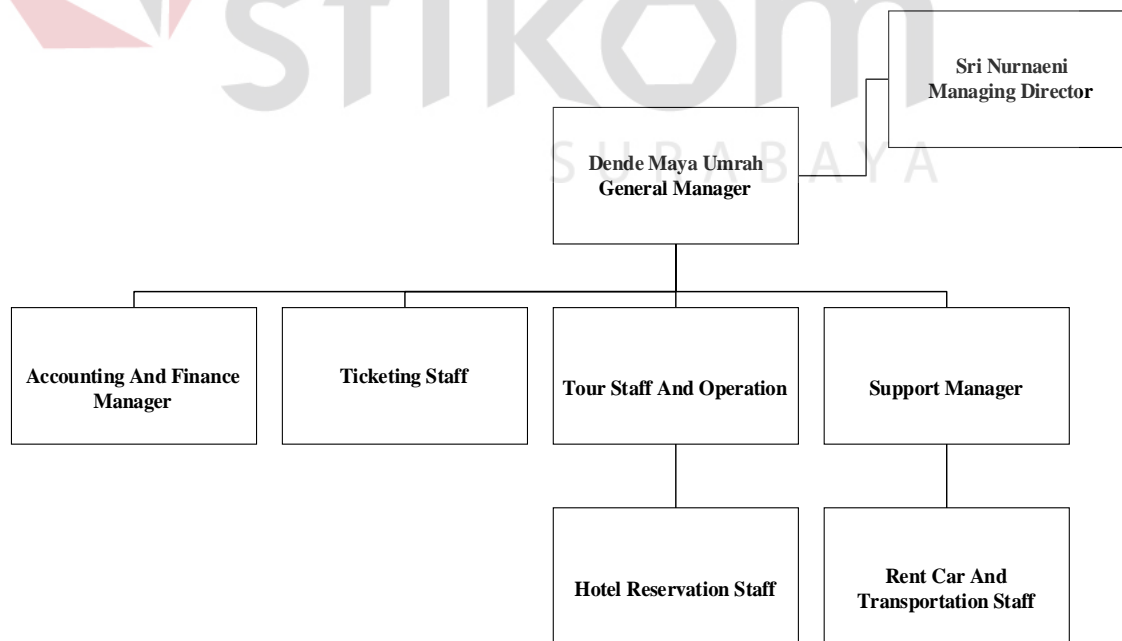 stikom
SURABAYA
Sri Nurnaeni
Managing Director
Dende Maya Umrah
General Manager
Accounting And Finance
Manager
Ticketing Staff
Tour Staff And Operation
Support Manager
Hotel Reservation Staff
Rent Car And
Transportation Staff